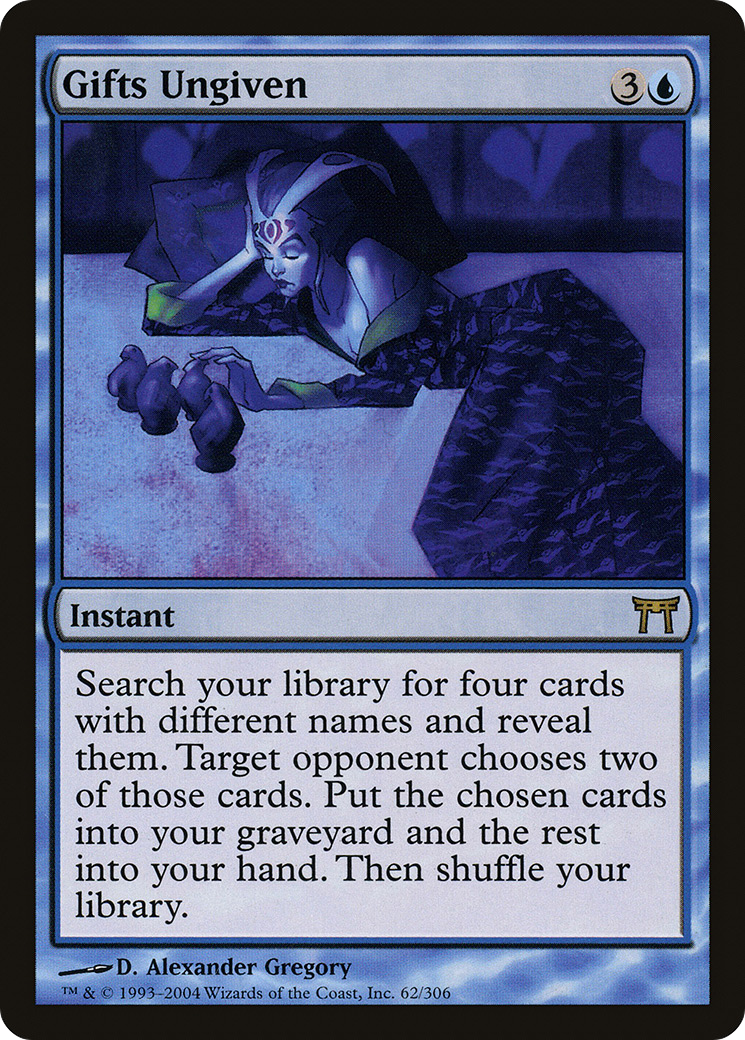 Gifts Ungiven 3
Instant
Search your library for four cards
with different names and reveal
them. Target opponent chooses two
of those cards. Put the chosen cards
into your graveyard and the rest
into your hand. Then shuffle your
library.
D. Alexander Gregory
™ & © 1993–2004 Wizards of the Coast, Inc. 62/306